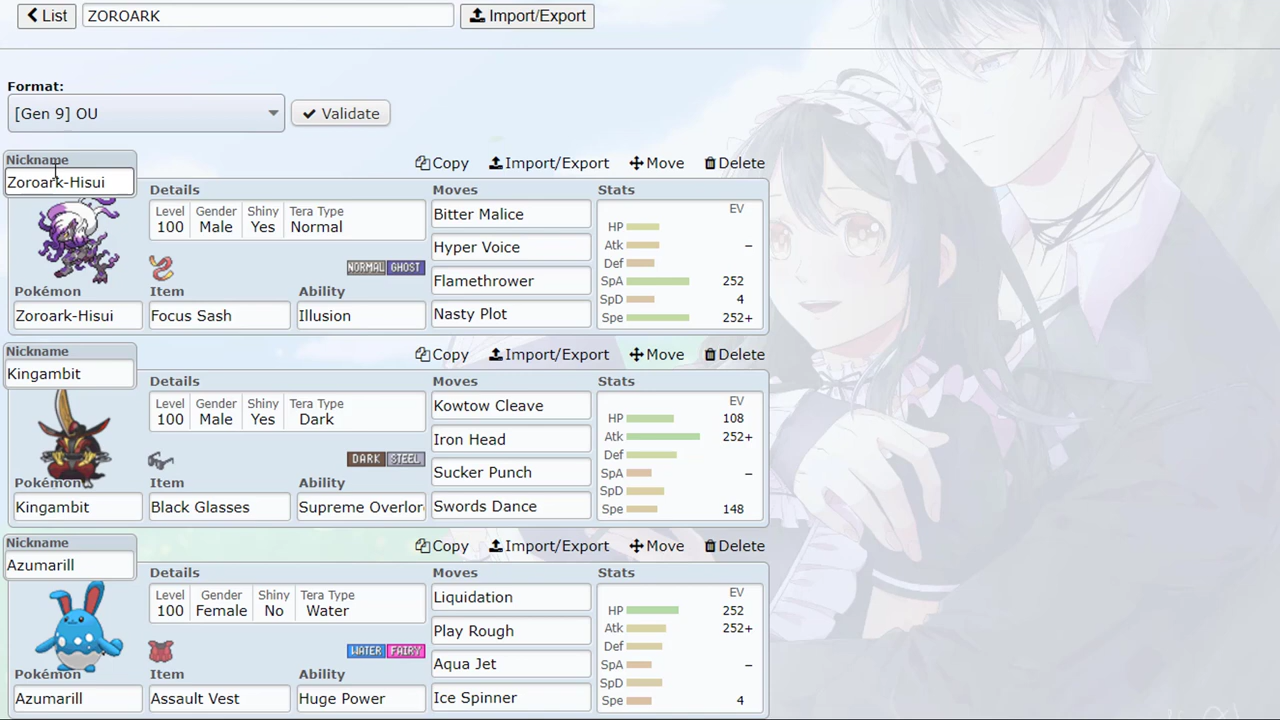 List
ZOROARK
Import/Export
Format:
[Gen 9] OU
Validate
Nickname
Zoroark-Hisui
Copy Import/Export Move Delete
Details
Level Gender Shiny Tera Type
100 Male Yes Normal
NORMAL GHOST
Pokémon Item Ability
Zoroark-Hisui Focus Sash Illusion
Moves
Bitter Malice
Hyper Voice
Flamethrower
Nasty Plot
Stats
EV
HP
Atk –
Def
SpA 252
SpD 4
Spe 252+
Nickname
Kingambit
Copy Import/Export Move Delete
Details
Level Gender Shiny Tera Type
100 Male Yes Dark
DARK STEEL
Pokémon Item Ability
Kingambit Black Glasses Supreme Overlor
Moves
Kowtow Cleave
Iron Head
Sucker Punch
Swords Dance
Stats
EV
HP 108
Atk 252+
Def
SpA –
SpD
Spe 148
Nickname
Azumarill
Copy Import/Export Move Delete
Details
Level Gender Shiny Tera Type
100 Female No Water
WATER FAIRY
Pokémon Item Ability
Azumarill Assault Vest Huge Power
Moves
Liquidation
Play Rough
Aqua Jet
Ice Spinner
Stats
EV
HP 252
Atk 252+
Def
SpA –
SpD
Spe 4